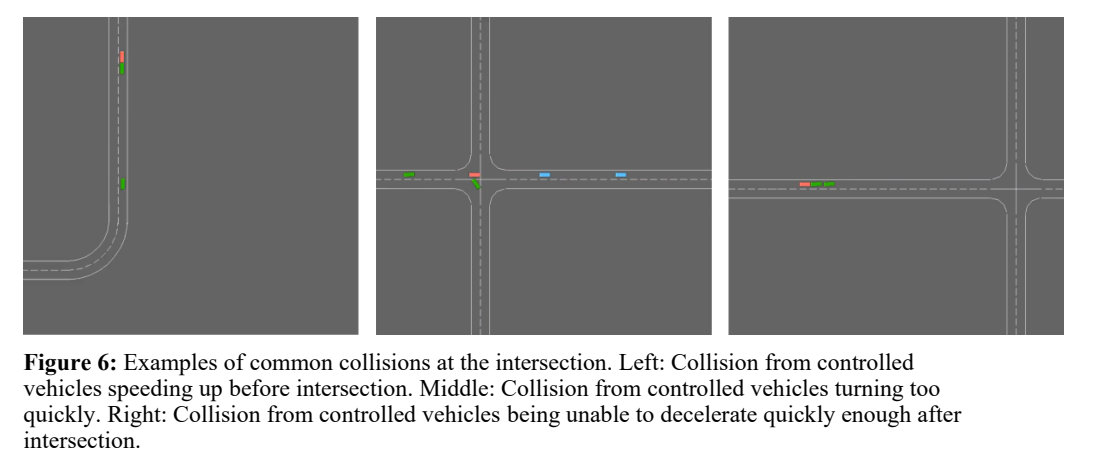 Figure 6: Examples of common collisions at the intersection. Left: Collision from controlled
vehicles speeding up before intersection. Middle: Collision from controlled vehicles turning too
quickly. Right: Collision from controlled vehicles being unable to decelerate quickly enough after
intersection.